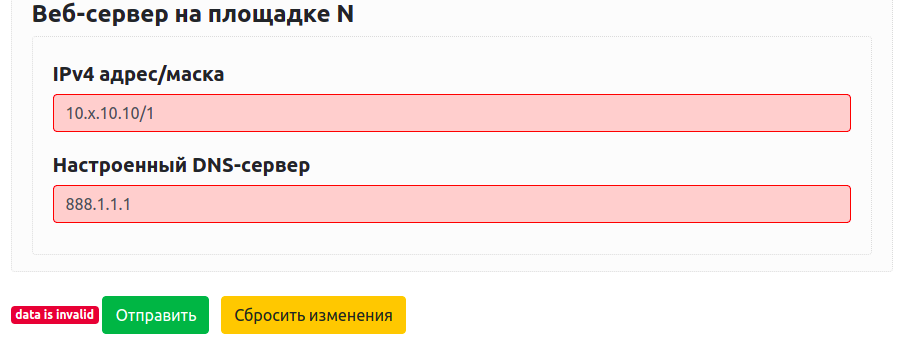 Веб-сервер на площадке N
IPv4 адрес/маска
10.x.10.10/1
Настроенный DNS-сервер
888.1.1.1
data is invalid Отправить Сбросить изменения